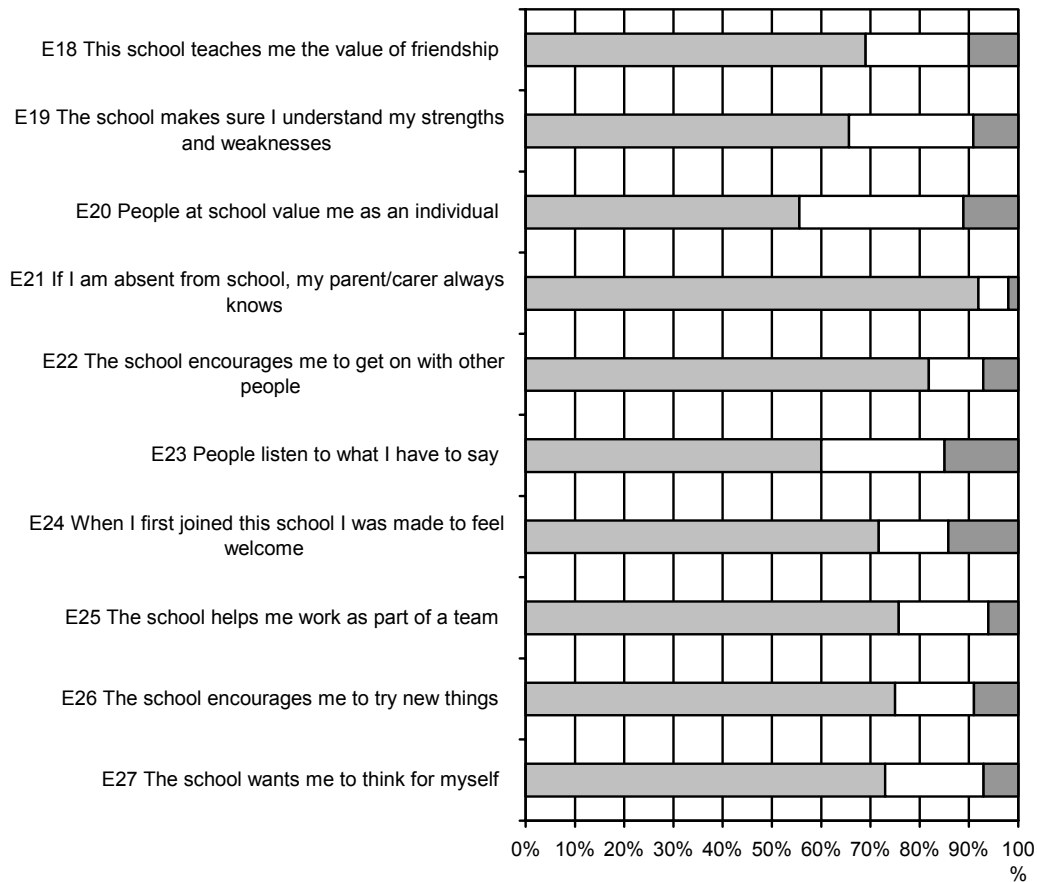 E18 This school teaches me the value of friendship
E19 The school makes sure I understand my strengths
and weaknesses
E20 People at school value me as an individual
E21 If I am absent from school, my parent/carer always
knows
E22 The school encourages me to get on with other
people
E23 People listen to what I have to say
E24 When I first joined this school I was made to feel
welcome
E25 The school helps me work as part of a team
E26 The school encourages me to try new things
E27 The school wants me to think for myself
0% 10% 20% 30% 40% 50% 60% 70% 80% 90% 100
%